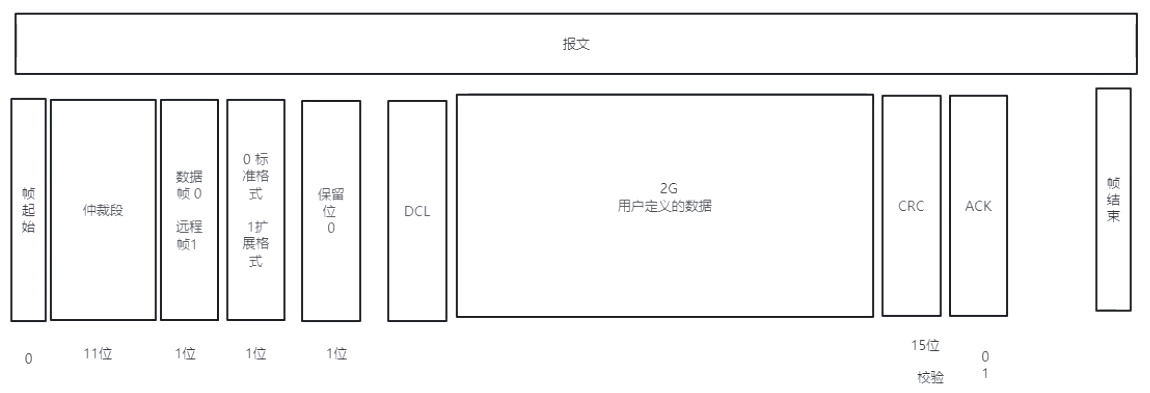 报文
帧
起
始
仲裁段
数据
帧 0
远程
帧1
0 标
准格
式
1扩
展格
式
保留
位
0
DCL
2G
用户定义的数据
CRC
ACK
帧
结
束
0
11位
1位
1位
1位
15位
校验
0
1